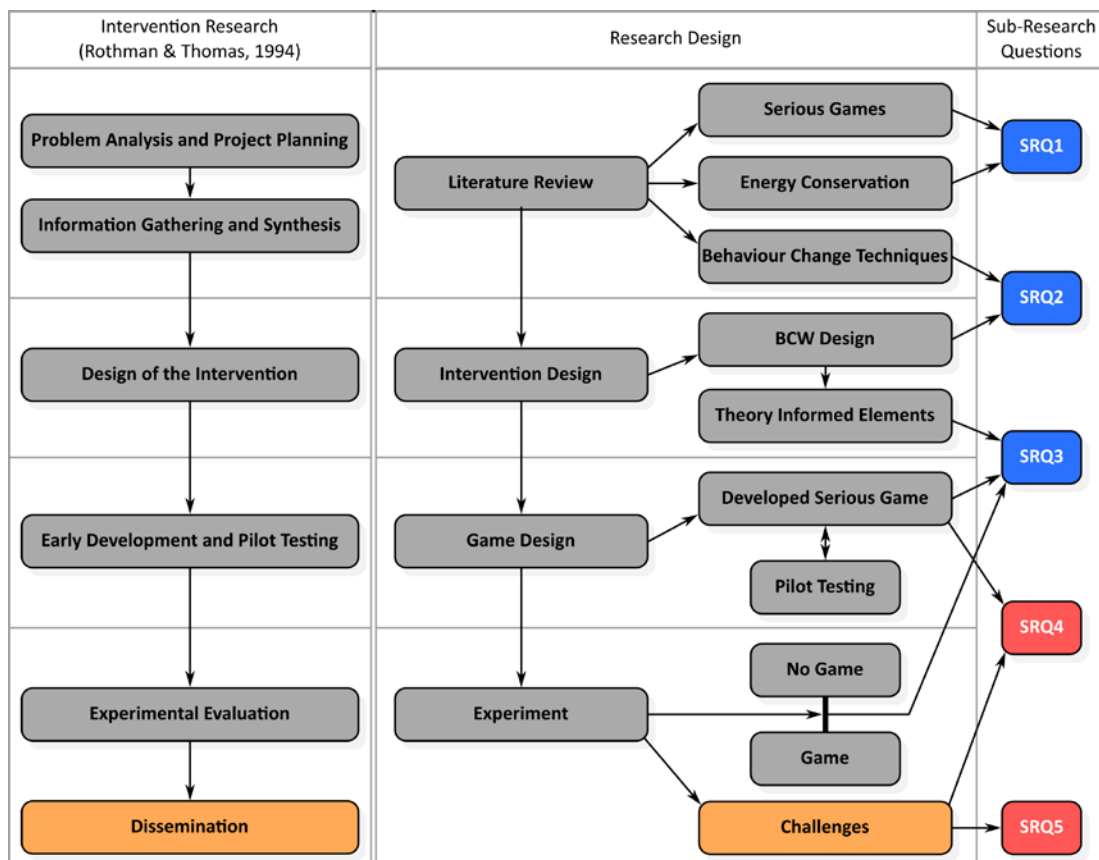 Intervention Research
(Rothman & Thomas, 1994)
Research Design
Sub-Research
Questions
Problem Analysis and Project Planning
Information Gathering and Synthesis
Design of the Intervention
Early Development and Pilot Testing
Experimental Evaluation
Dissemination
Literature Review
Intervention Design
Game Design
Experiment
Serious Games
Energy Conservation
Behaviour Change Techniques
BCW Design
Theory Informed Elements
Developed Serious Game
Pilot Testing
No Game
Game
Challenges
SRQ1
SRQ2
SRQ3
SRQ4
SRQ5